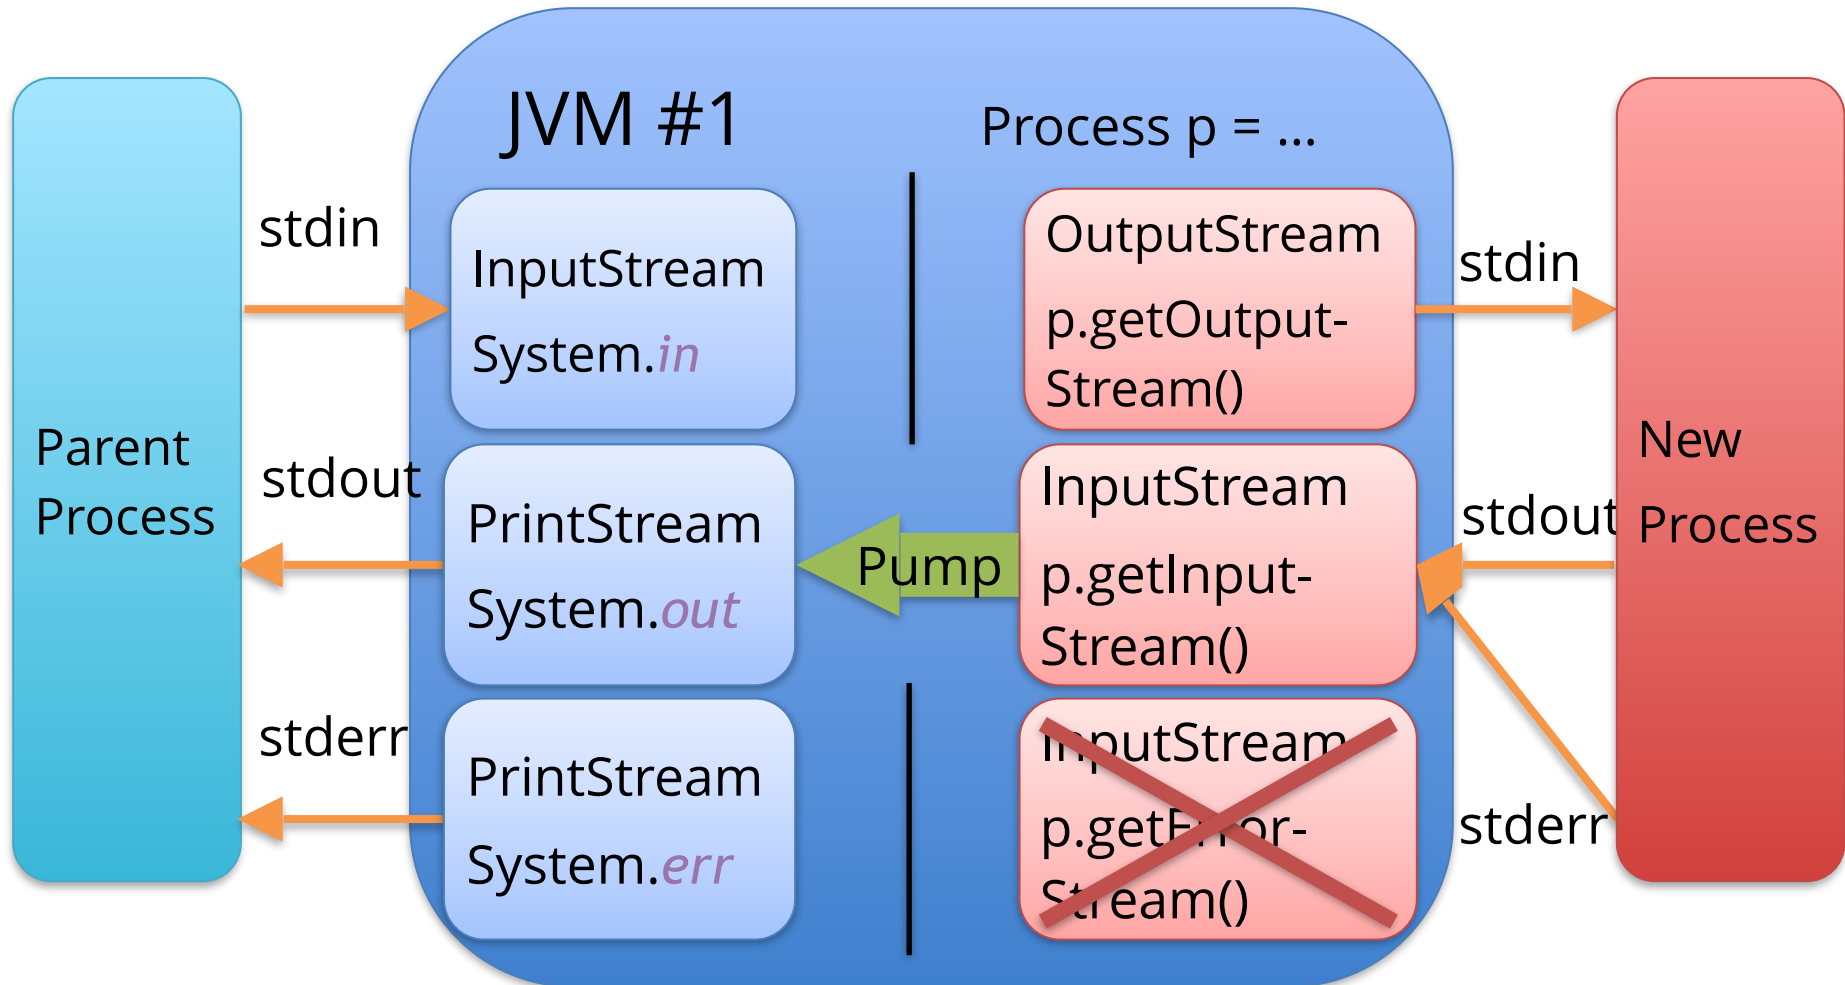 JVM #1
Process p = ...
Parent
Process
stdin
InputStream
System.in
OutputStream
p.getOutput-
Stream()
stdin
stdout
PrintStream
System.out
Pump
InputStream
p.getInput-
Stream()
stdout
New
Process
stderr
PrintStream
System.err
InputStream
p.getError-
Stream()
stderr